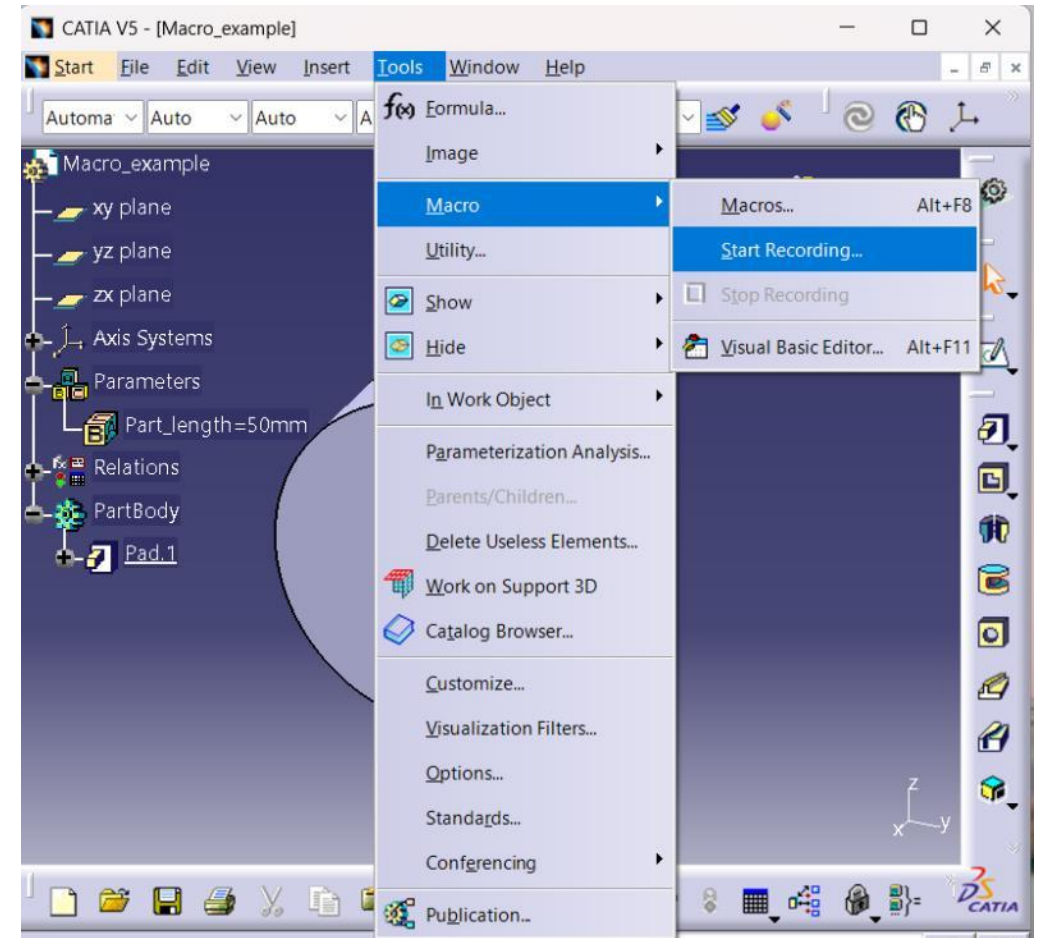 CATIA V5 - [Macro_example]
Start File Edit View Insert Tools Window Help
Automa Auto Auto A
Macro_example
xy plane
yz plane
zx plane
Axis Systems
Parameters
Part_length=50mm
Relations
PartBody
Pad.1
f(x) Formula...
Image
Macro
Utility...
Show
Hide
In Work Object
Parameterization Analysis...
Parents/Children...
Delete Useless Elements...
Work on Support 3D
Catalog Browser...
Customize...
Visualization Filters...
Options...
Standards...
Conferencing
Publication...
Macros... Alt+F8
Start Recording...
Stop Recording
Visual Basic Editor... Alt+F11
z
x y
CATIA